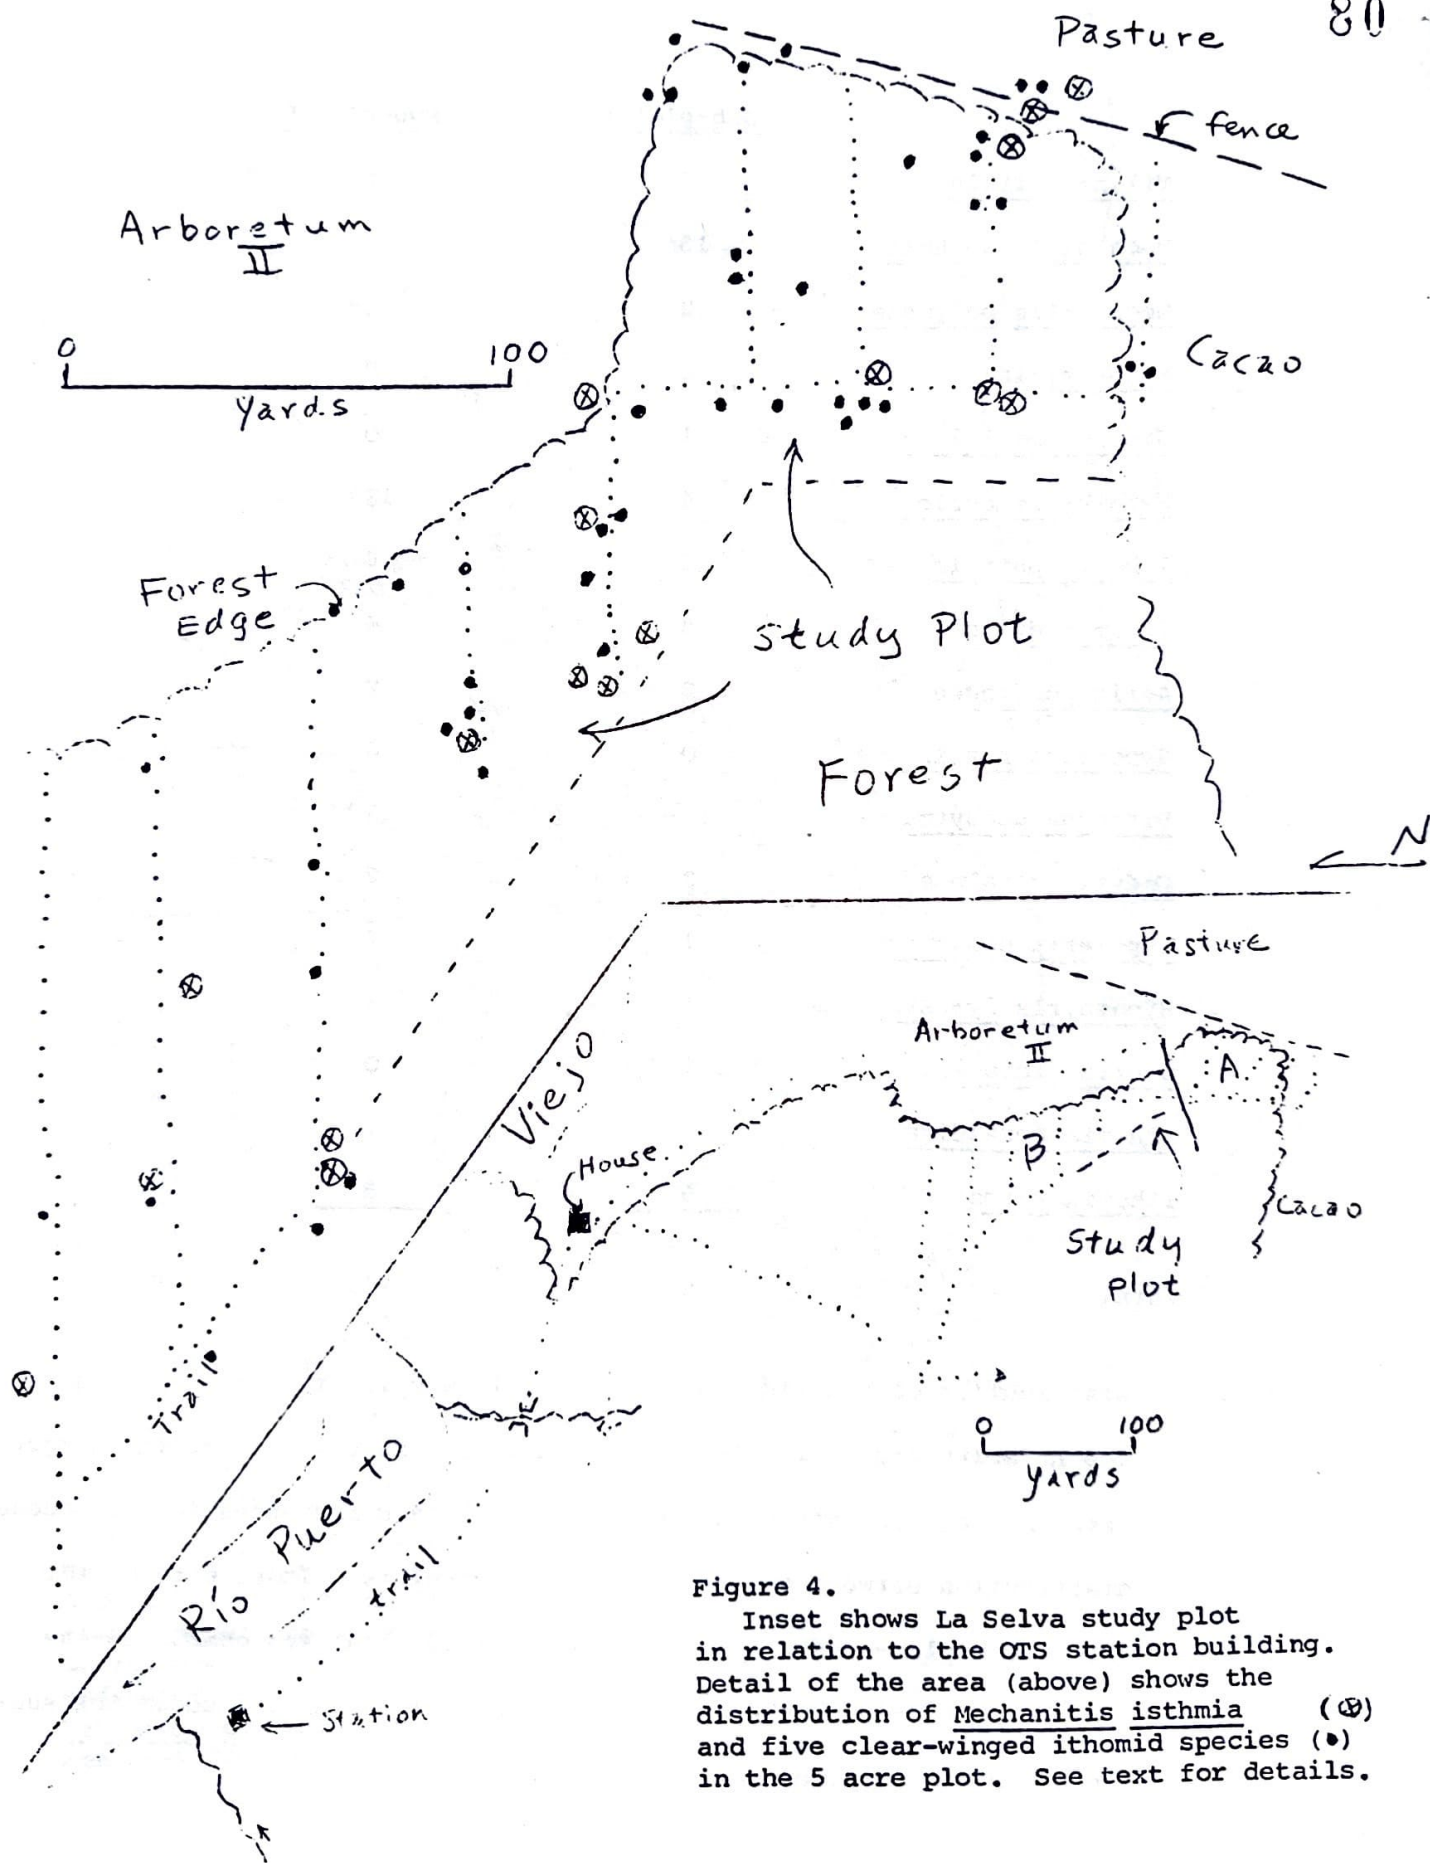 80
Pasture
fence
Arboretum
II
0 100
Yards
Cacao
Forest
Edge
Study Plot
Forest
N
Pasture
Arboretum
II
A
Viejo
House
B
Cacao
Study
plot
Trail
0 100
yards
Río Puerto
trail
Station
Figure 4.
Inset shows La Selva study plot
in relation to the OTS station building.
Detail of the area (above) shows the
distribution of Mechanitis isthmia (⊗)
and five clear-winged ithomid species (•)
in the 5 acre plot. See text for details.